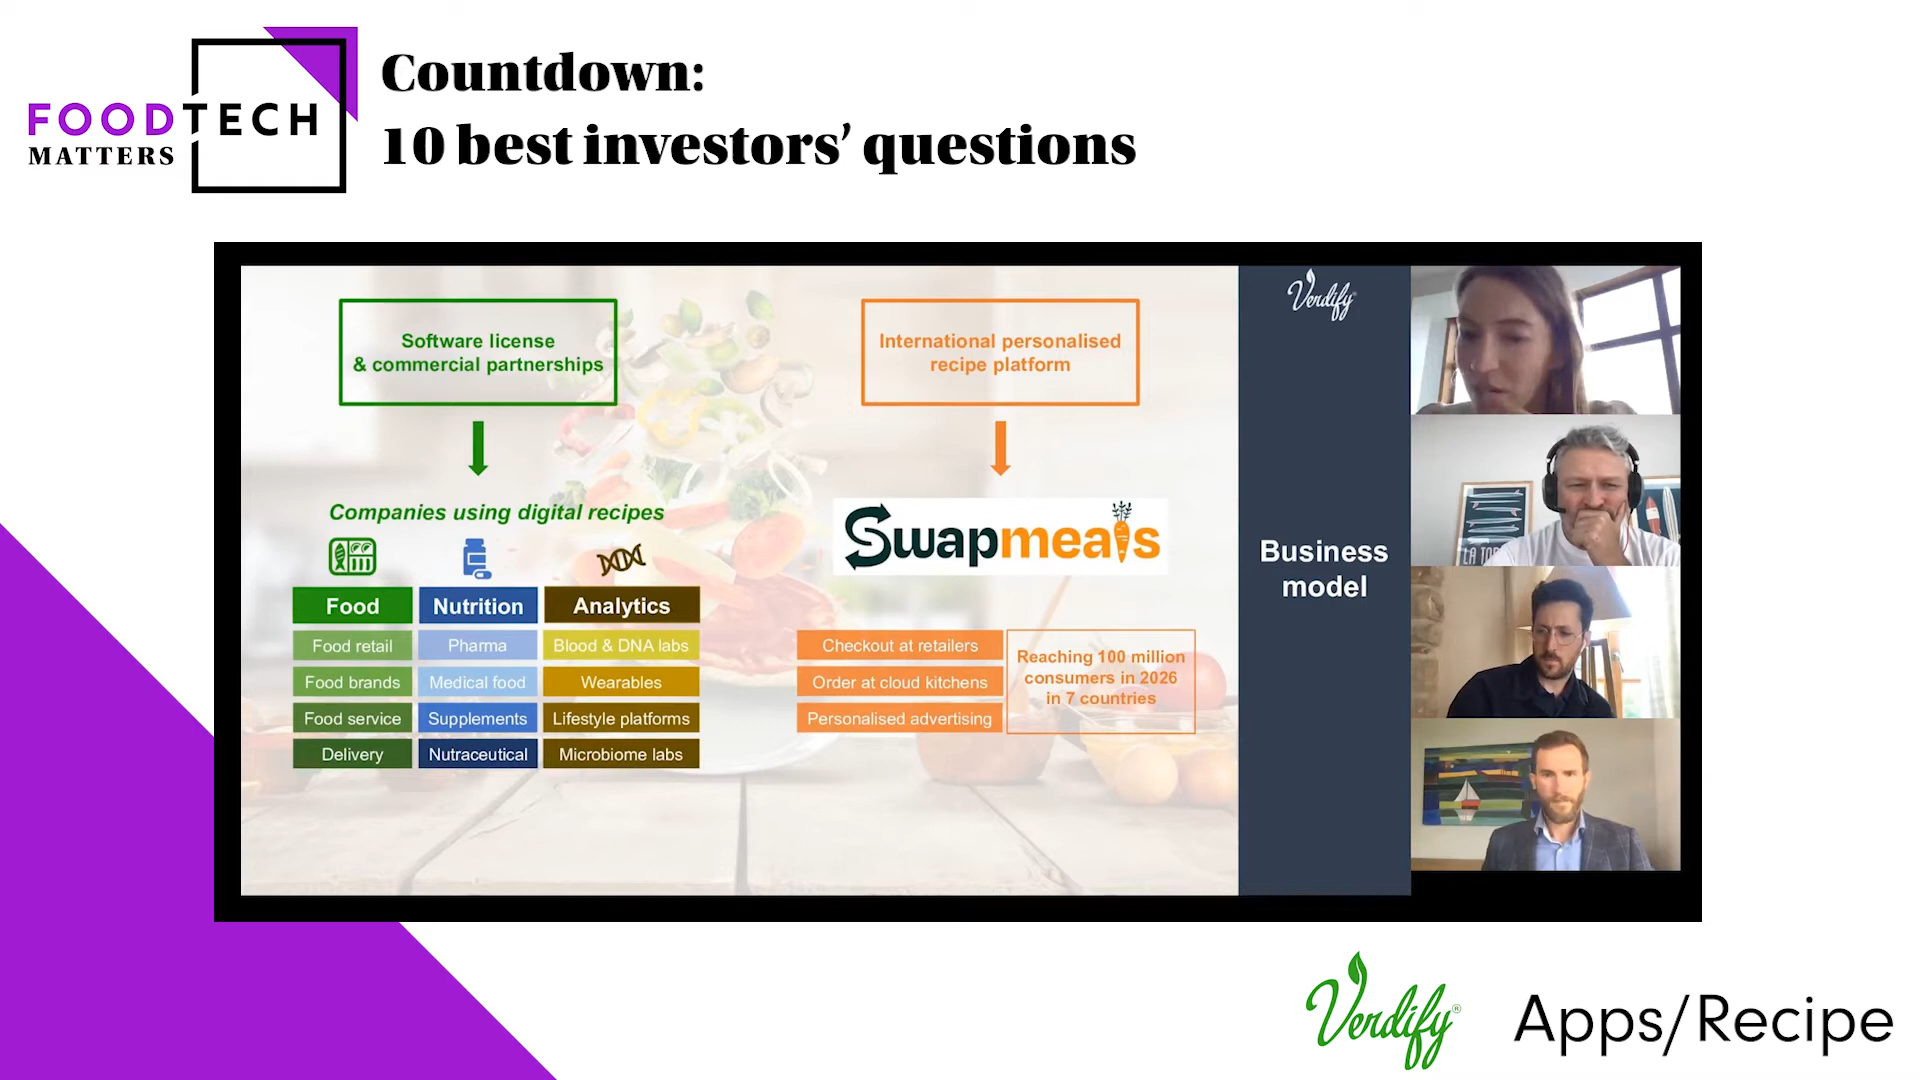 FOODTECH
MATTERS
Countdown:
10 best investors’ questions
Software license
& commercial partnerships
International personalised
recipe platform
Verdify
Companies using digital recipes
Swapmeals
Business
model
Food
Nutrition
Analytics
Food retail
Pharma
Blood & DNA labs
Food brands
Medical food
Wearables
Food service
Supplements
Lifestyle platforms
Delivery
Nutraceutical
Microbiome labs
Checkout at retailers
Order at cloud kitchens
Personalised advertising
Reaching 100 million
consumers in 2026
in 7 countries
Verdify®
Apps/Recipe